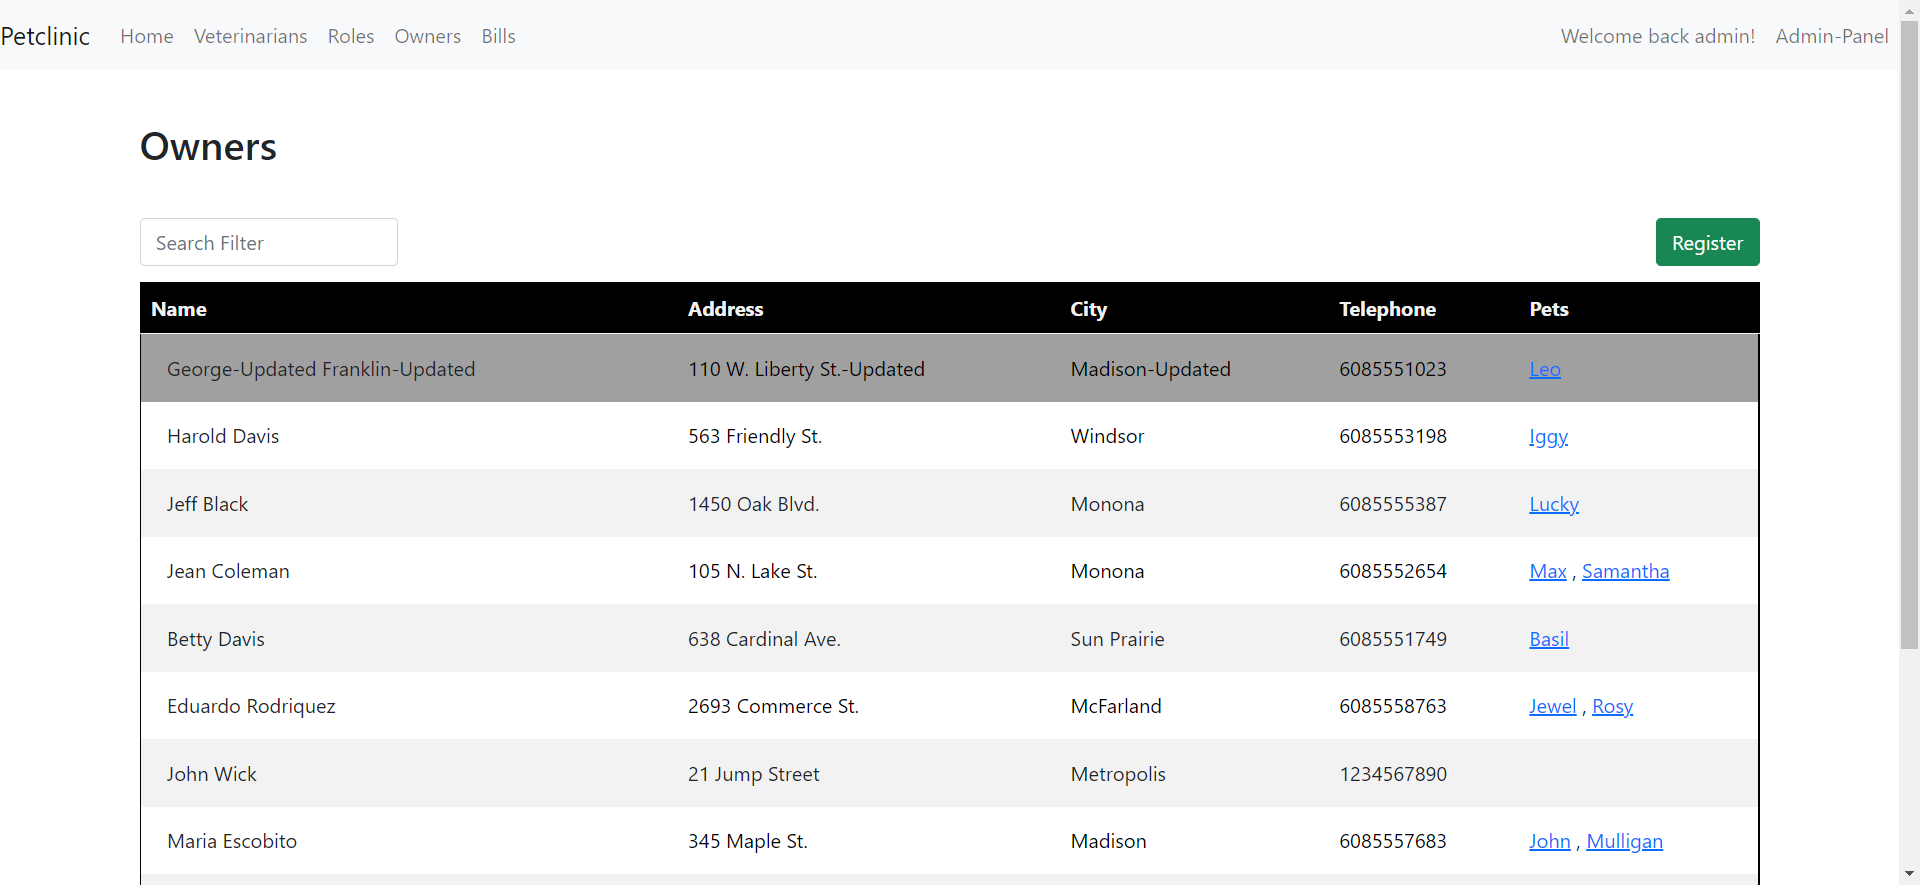 Petclinic Home Veterinarians Roles Owners Bills Welcome back admin! Admin-Panel
Owners
Search Filter Register
Name Address City Telephone Pets
George-Updated Franklin-Updated 110 W. Liberty St.-Updated Madison-Updated 6085551023 Leo
Harold Davis 563 Friendly St. Windsor 6085553198 Iggy
Jeff Black 1450 Oak Blvd. Monona 6085555387 Lucky
Jean Coleman 105 N. Lake St. Monona 6085552654 Max , Samantha
Betty Davis 638 Cardinal Ave. Sun Prairie 6085551749 Basil
Eduardo Rodriquez 2693 Commerce St. McFarland 6085558763 Jewel , Rosy
John Wick 21 Jump Street Metropolis 1234567890
Maria Escobito 345 Maple St. Madison 6085557683 John , Mulligan